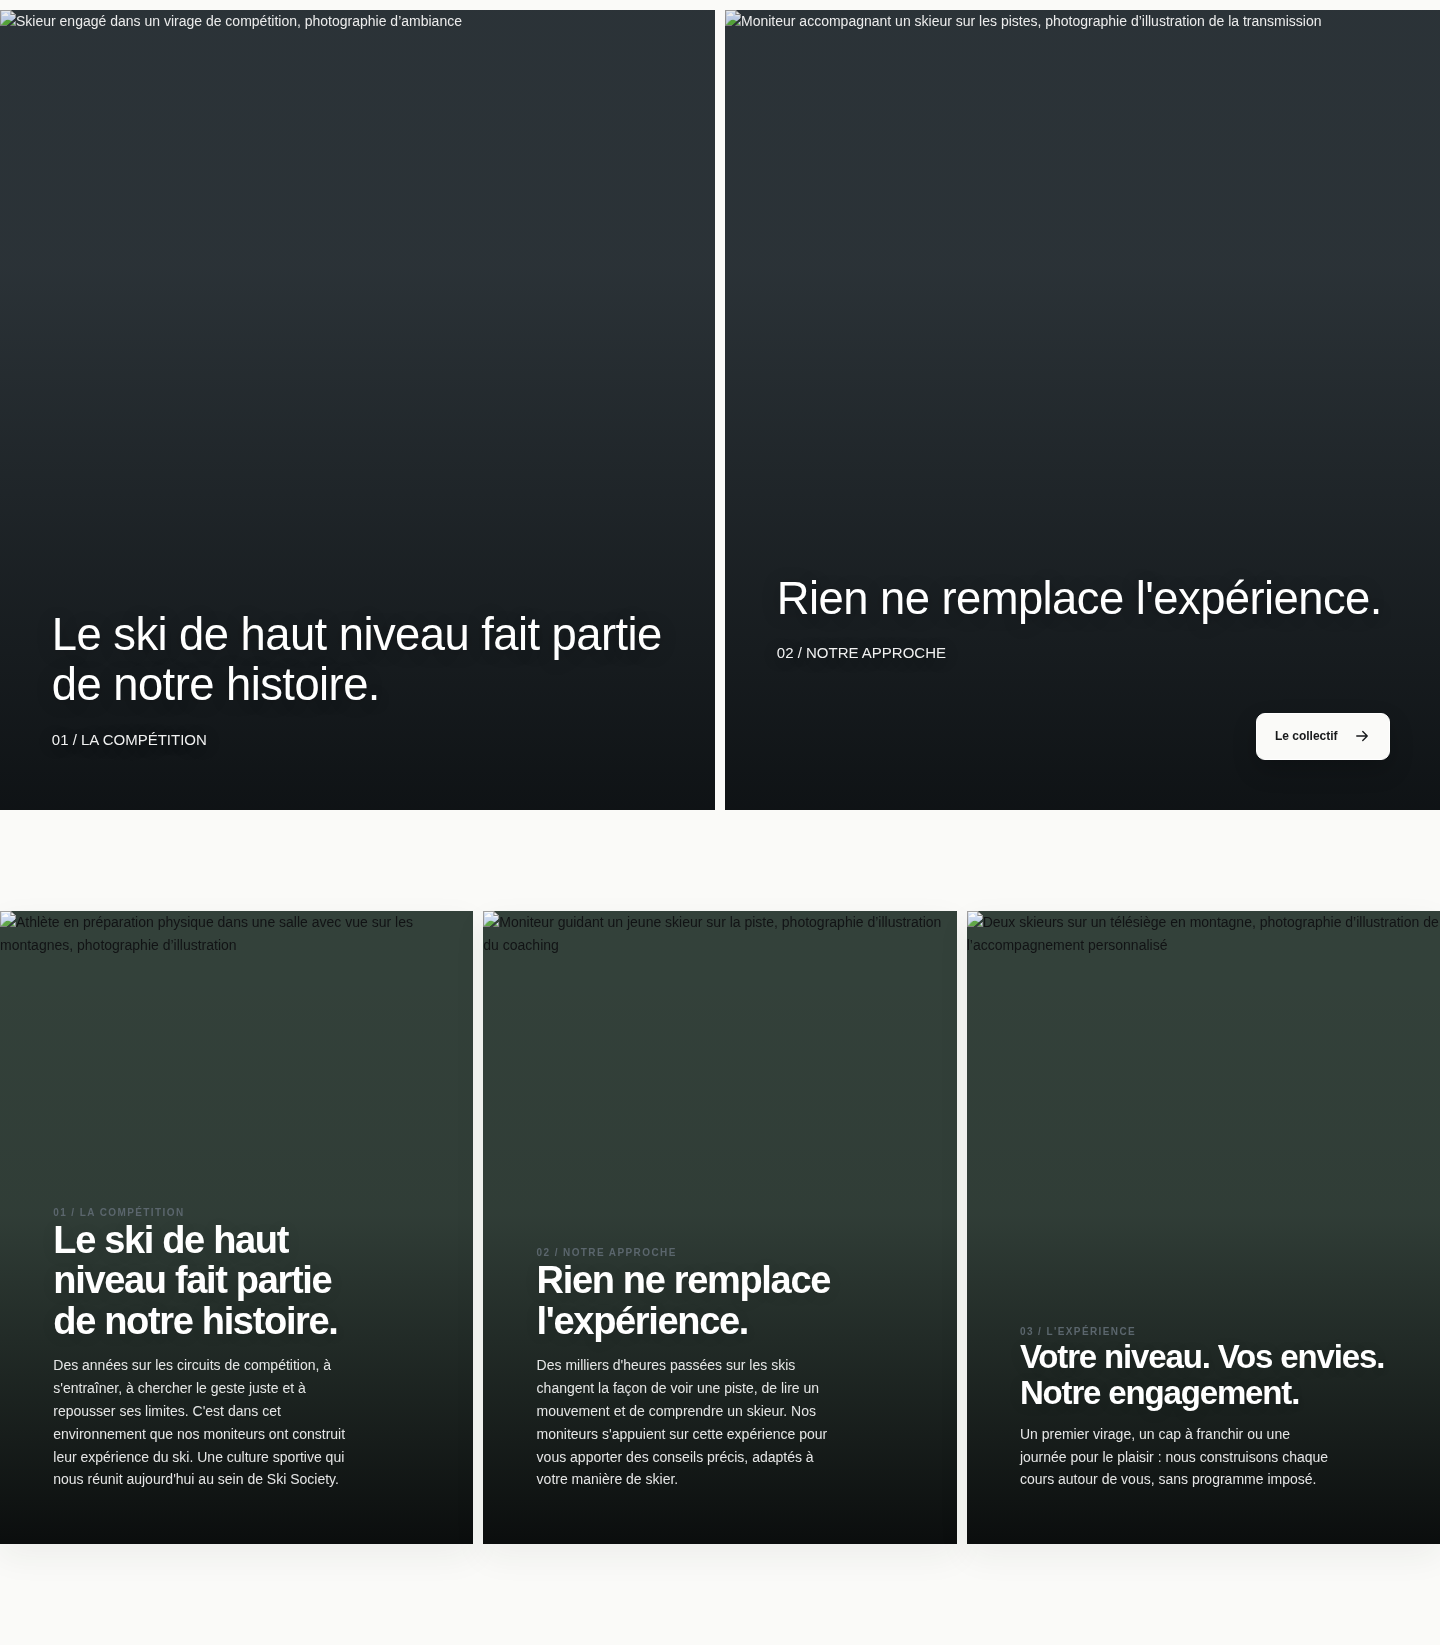 Skieur engagé dans un virage de compétition, photographie d’ambiance
Le ski de haut niveau fait partie
de notre histoire.
01 / LA COMPÉTITION
Moniteur accompagnant un skieur sur les pistes, photographie d’illustration de la transmission
Rien ne remplace l'expérience.
02 / NOTRE APPROCHE
Le collectif
Athlète en préparation physique dans une salle avec vue sur les
montagnes, photographie d’illustration
01 / LA COMPÉTITION
Le ski de haut
niveau fait partie
de notre histoire.
Des années sur les circuits de compétition, à
s'entraîner, à chercher le geste juste et à
repousser ses limites. C'est dans cet
environnement que nos moniteurs ont construit
leur expérience du ski. Une culture sportive qui
nous réunit aujourd'hui au sein de Ski Society.
Moniteur guidant un jeune skieur sur la piste, photographie d’illustration
du coaching
02 / NOTRE APPROCHE
Rien ne remplace
l'expérience.
Des milliers d'heures passées sur les skis
changent la façon de voir une piste, de lire un
mouvement et de comprendre un skieur. Nos
moniteurs s'appuient sur cette expérience pour
vous apporter des conseils précis, adaptés à
votre manière de skier.
Deux skieurs sur un télésiège en montagne, photographie d’illustration de
l’accompagnement personnalisé
03 / L'EXPÉRIENCE
Votre niveau. Vos envies.
Notre engagement.
Un premier virage, un cap à franchir ou une
journée pour le plaisir : nous construisons chaque
cours autour de vous, sans programme imposé.